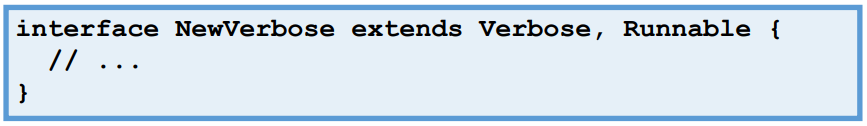 interface NewVerbose extends Verbose, Runnable {
  // ...
}